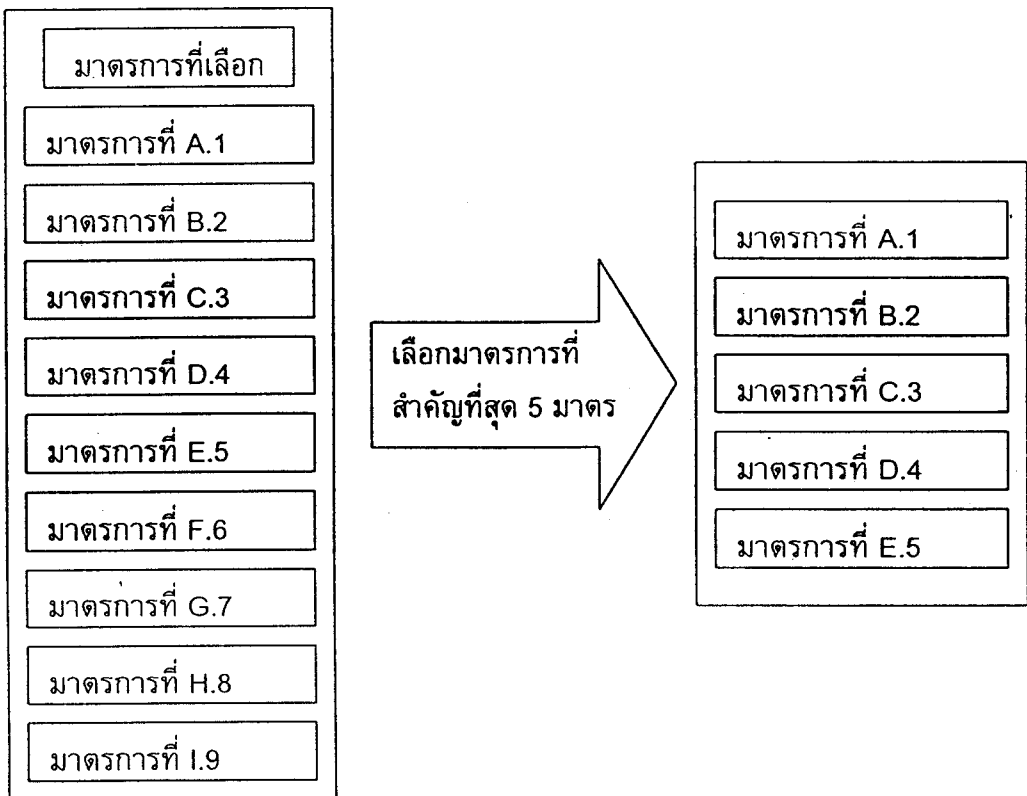 มาตรการที่เลือก
มาตรการที่ A.1
มาตรการที่ B.2
มาตรการที่ C.3
มาตรการที่ D.4
มาตรการที่ E.5
มาตรการที่ F.6
มาตรการที่ G.7
มาตรการที่ H.8
มาตรการที่ I.9
เลือกมาตรการที่
สำคัญที่สุด 5 มาตร
มาตรการที่ A.1
มาตรการที่ B.2
มาตรการที่ C.3
มาตรการที่ D.4
มาตรการที่ E.5